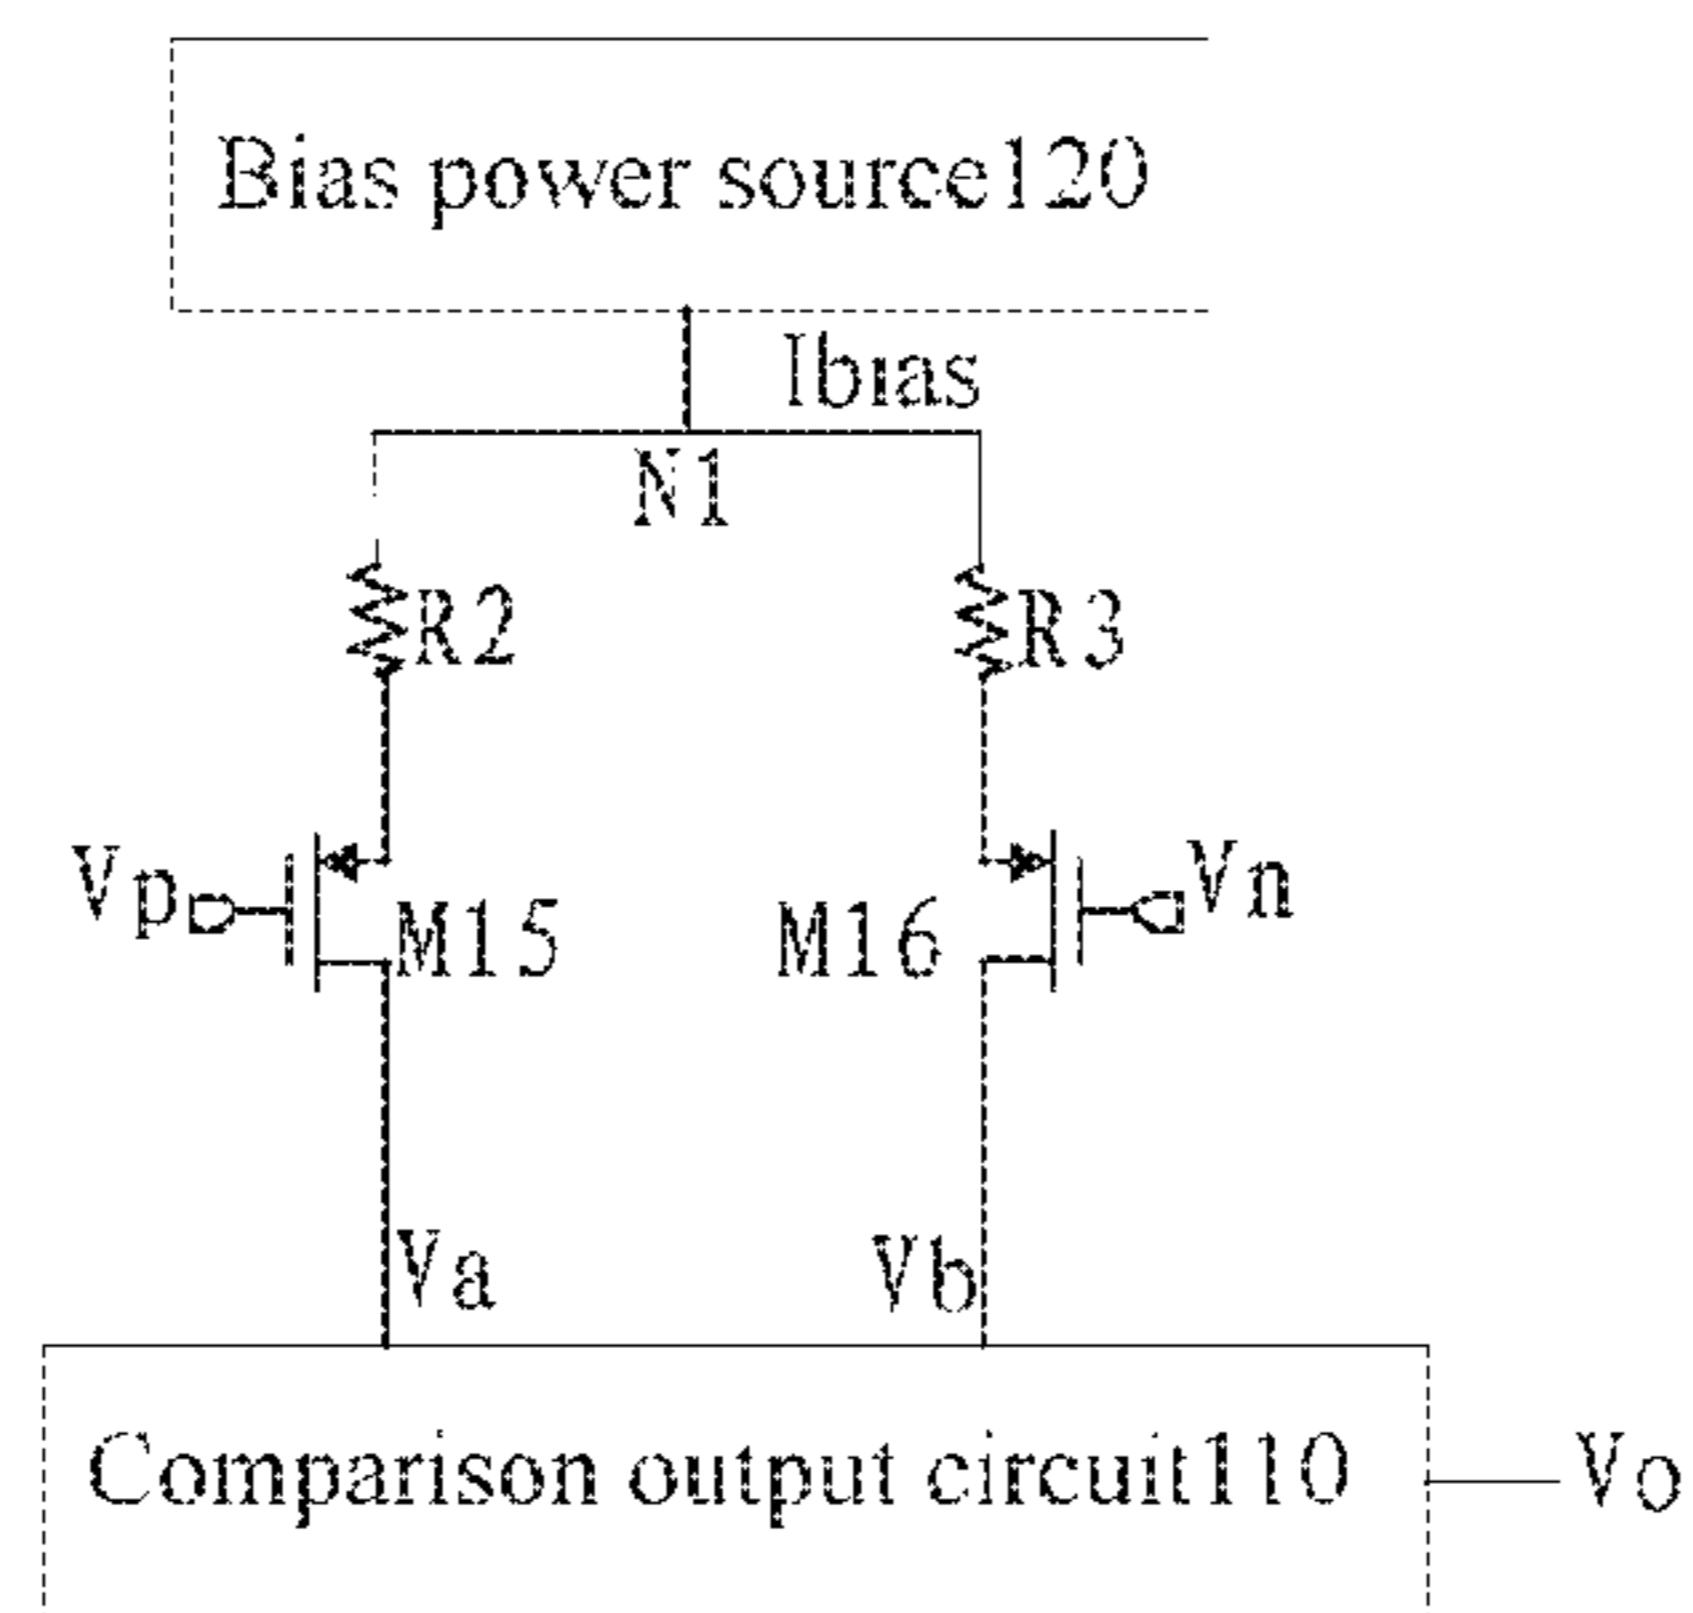 Bias power source120
Ibias
N1
R2
R3
Vp
Vn
M15
M16
Va
Vb
Comparison output circuit110
Vo